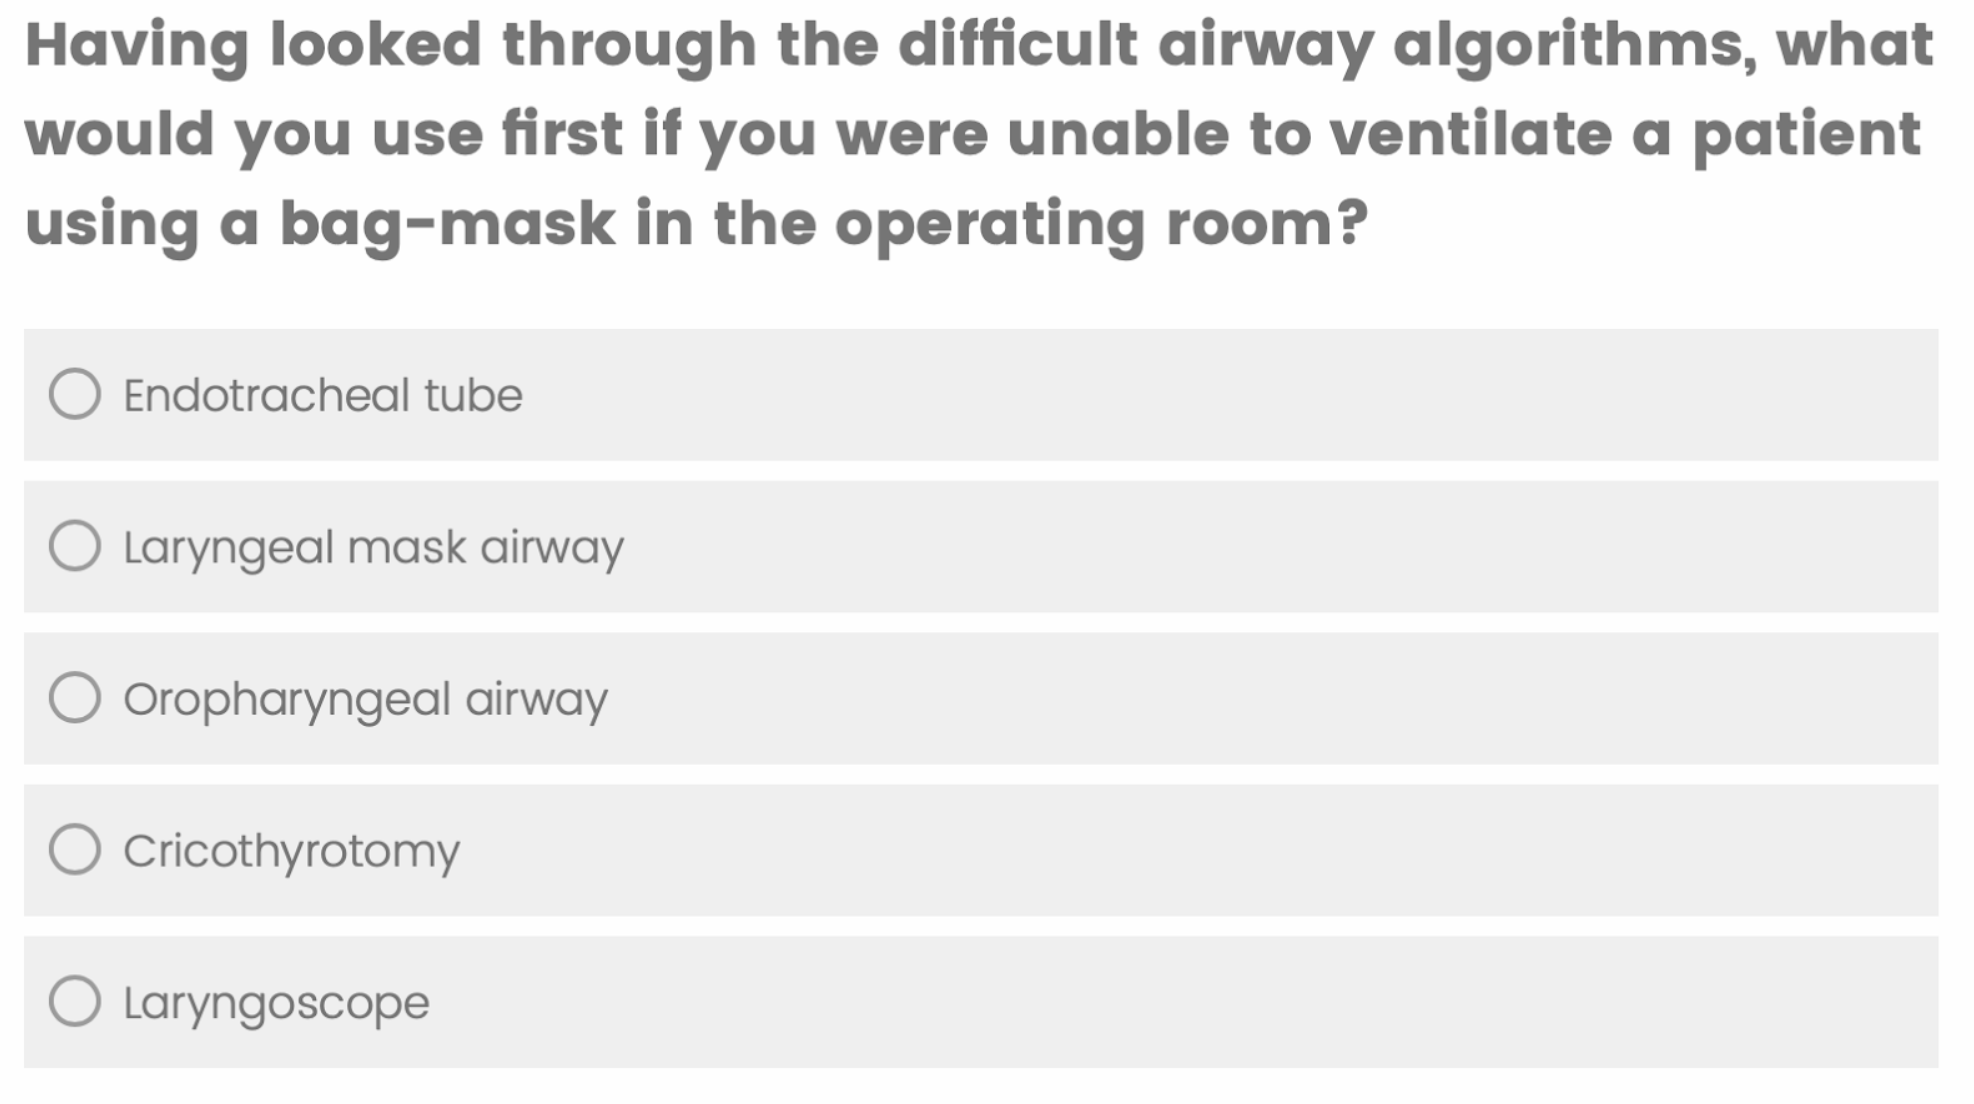 Having looked through the difficult airway algorithms, what
would you use first if you were unable to ventilate a patient
using a bag-mask in the operating room?
Endotracheal tube
Laryngeal mask airway
Oropharyngeal airway
Cricothyrotomy
Laryngoscope